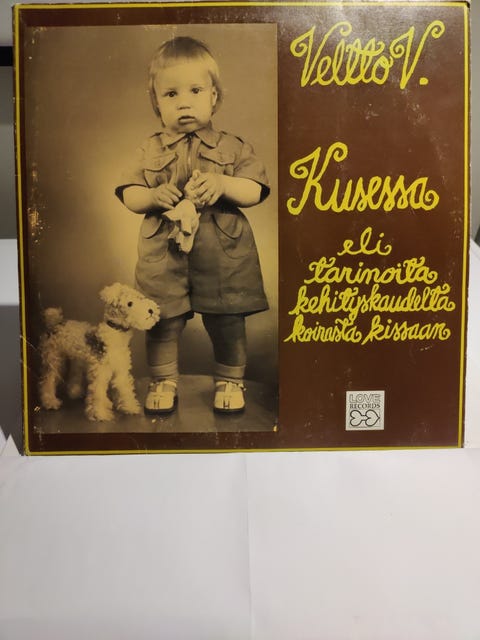 Veltto V.
Kusessa
eli
tarinoita
kehityskaudelta
koirasta kissaan
LOVE
RECORDS